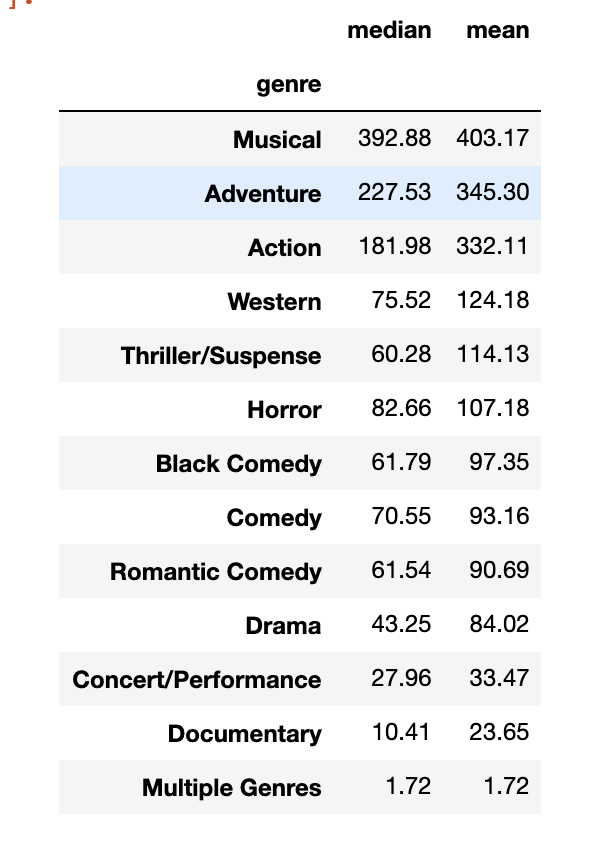 ]:
median mean
genre
Musical 392.88 403.17
Adventure 227.53 345.30
Action 181.98 332.11
Western 75.52 124.18
Thriller/Suspense 60.28 114.13
Horror 82.66 107.18
Black Comedy 61.79 97.35
Comedy 70.55 93.16
Romantic Comedy 61.54 90.69
Drama 43.25 84.02
Concert/Performance 27.96 33.47
Documentary 10.41 23.65
Multiple Genres 1.72 1.72